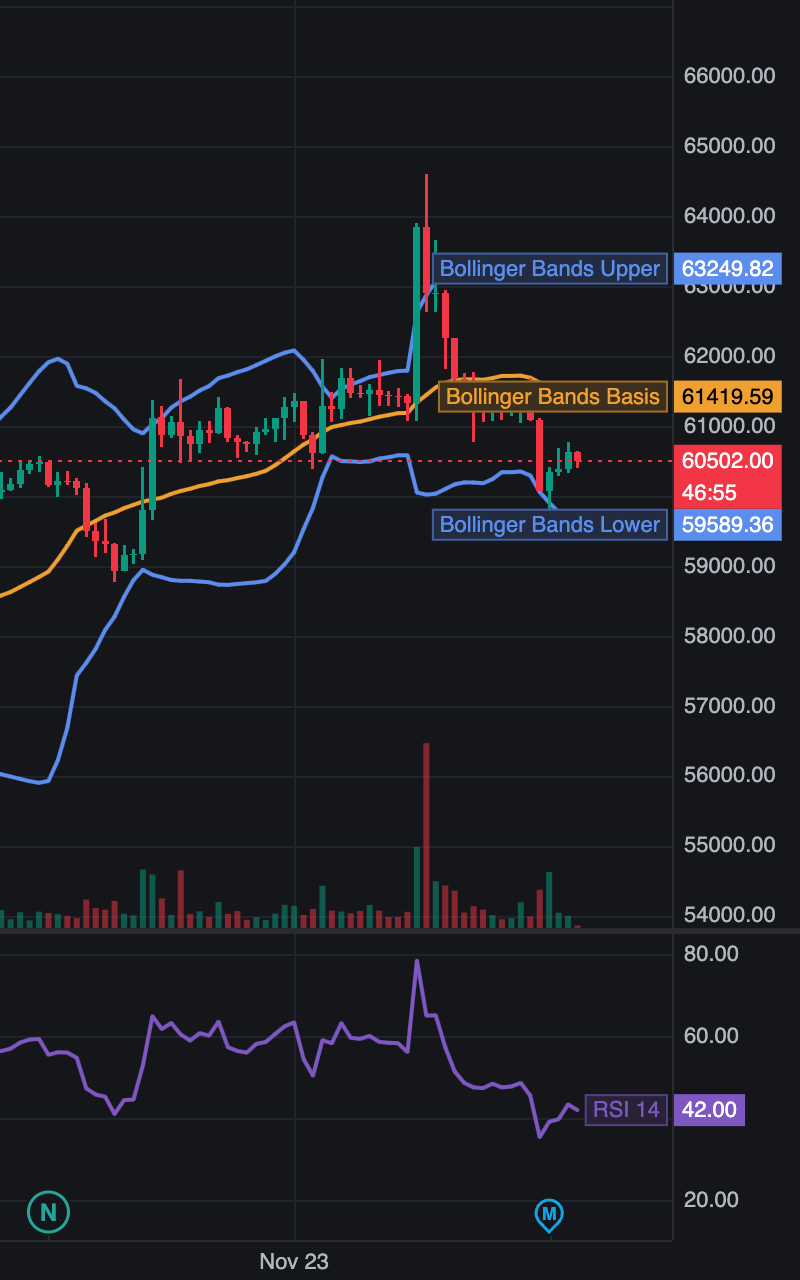 66000.00
65000.00
64000.00
Bollinger Bands Upper 63249.82
63000.00
62000.00
Bollinger Bands Basis 61419.59
61000.00
60502.00
46:55
Bollinger Bands Lower 59589.36
59000.00
58000.00
57000.00
56000.00
55000.00
54000.00
80.00
60.00
RSI 14 42.00
20.00
N
M
Nov 23